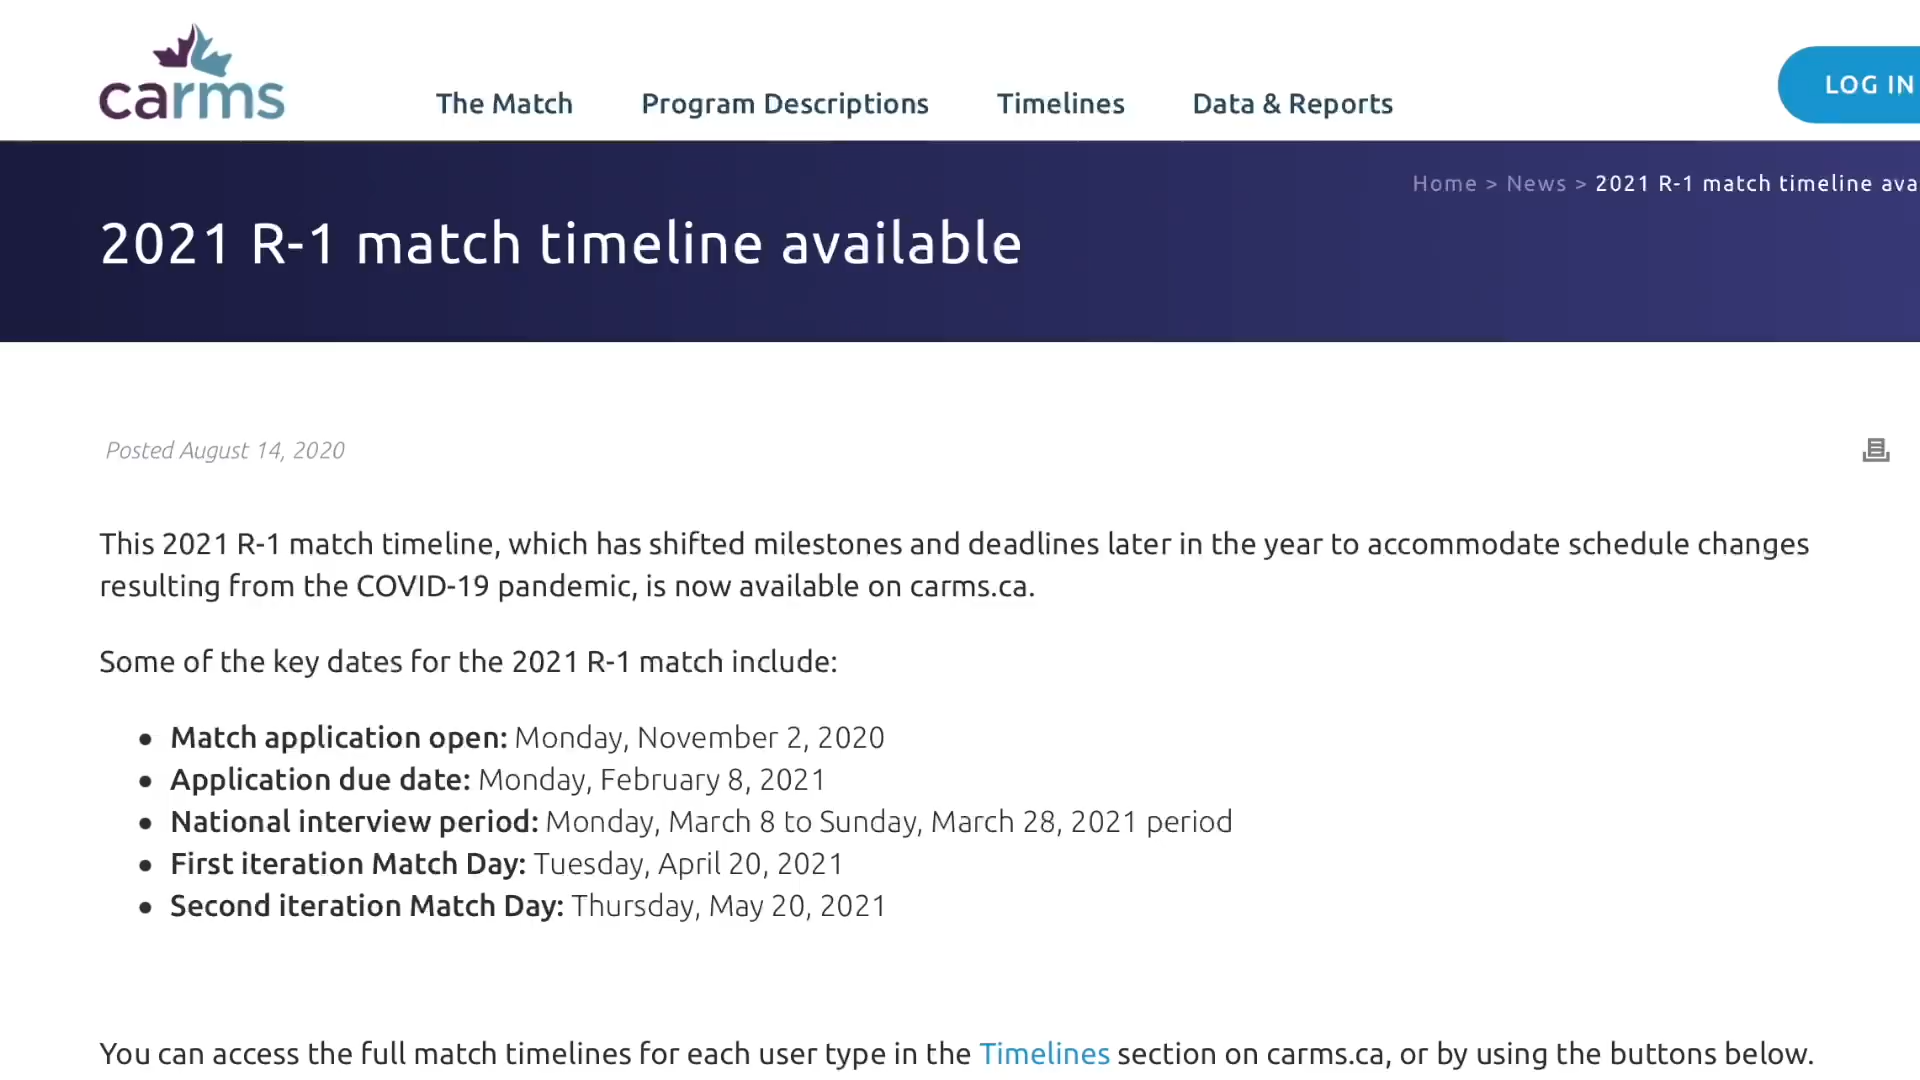 carms
The Match
Program Descriptions
Timelines
Data & Reports
LOG IN
Home > News > 2021 R-1 match timeline ava
2021 R-1 match timeline available
Posted August 14, 2020
This 2021 R-1 match timeline, which has shifted milestones and deadlines later in the year to accommodate schedule changes
resulting from the COVID-19 pandemic, is now available on carms.ca.
Some of the key dates for the 2021 R-1 match include:
• Match application open: Monday, November 2, 2020
• Application due date: Monday, February 8, 2021
• National interview period: Monday, March 8 to Sunday, March 28, 2021 period
• First iteration Match Day: Tuesday, April 20, 2021
• Second iteration Match Day: Thursday, May 20, 2021
You can access the full match timelines for each user type in the Timelines section on carms.ca, or by using the buttons below.